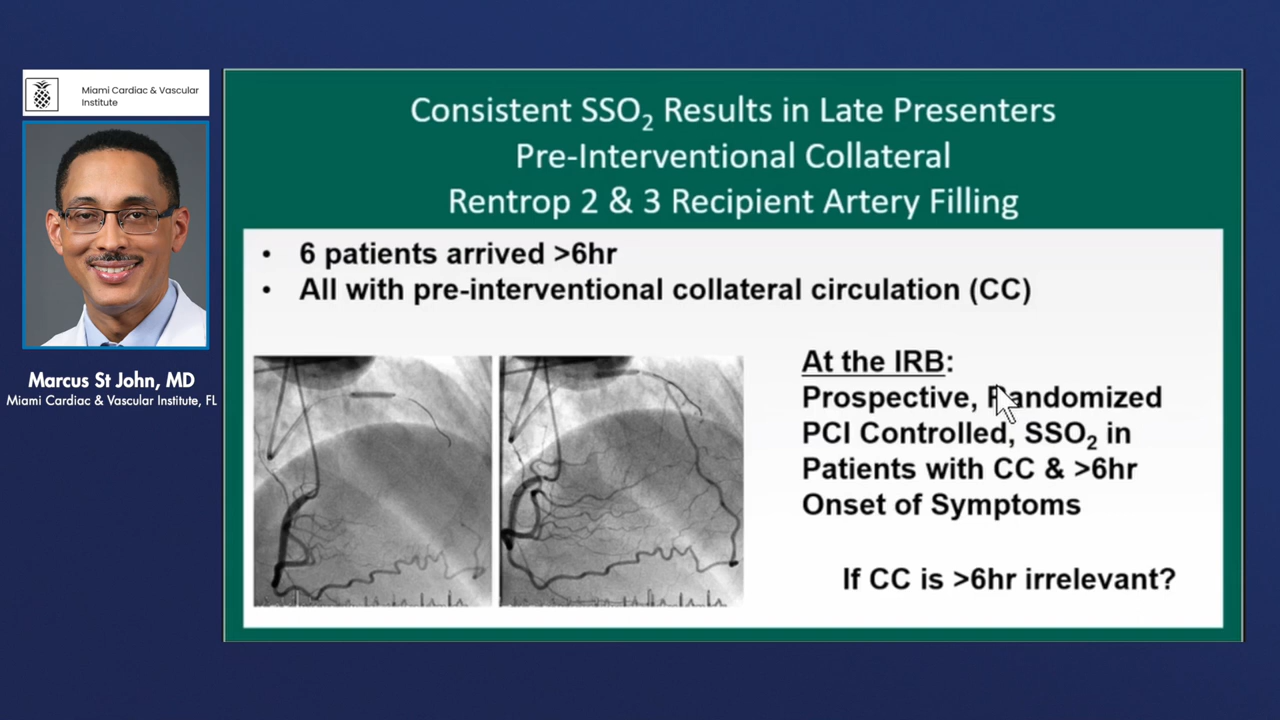 Miami Cardiac & Vascular
Institute
Marcus St John, MD
Miami Cardiac & Vascular Institute, FL
Consistent SSO₂ Results in Late Presenters
Pre-Interventional Collateral
Rentrop 2 & 3 Recipient Artery Filling
• 6 patients arrived >6hr
• All with pre-interventional collateral circulation (CC)
At the IRB:
Prospective, Randomized
PCI Controlled, SSO₂ in
Patients with CC & >6hr
Onset of Symptoms
If CC is >6hr irrelevant?